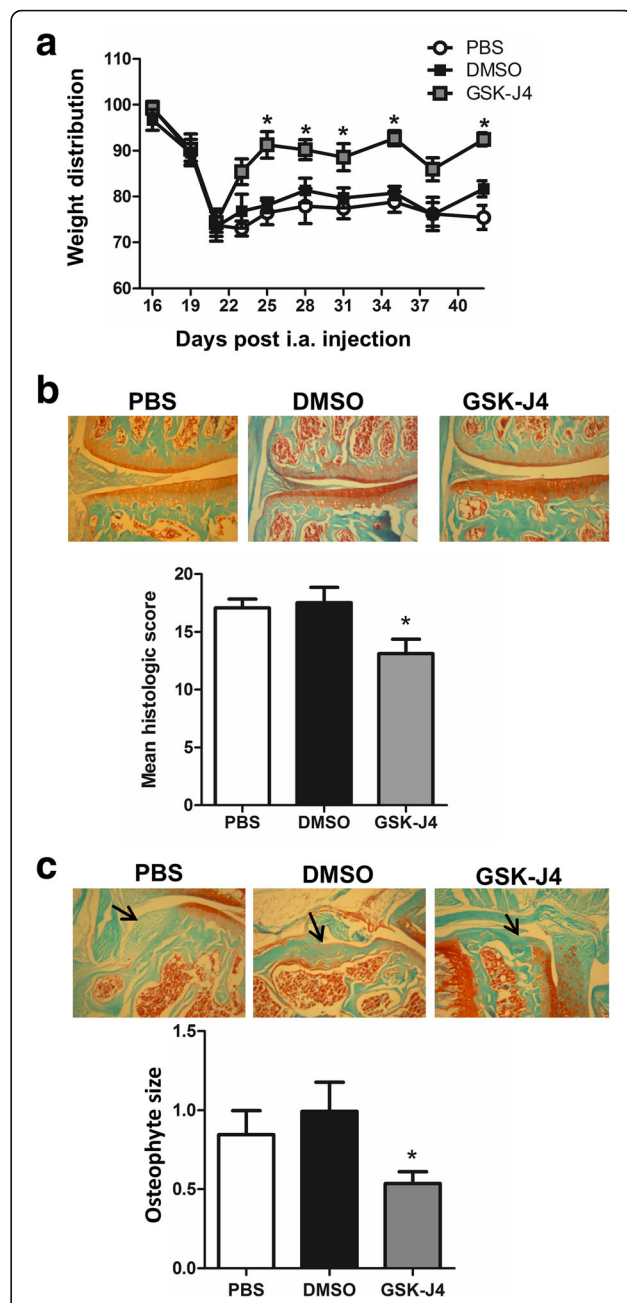 a
PBS
DMSO
GSK-J4
Weight distribution
110
100
90
80
70
60
* * * * *
16 19 22 25 28 31 34 37 40
Days post i.a. injection
b
PBS DMSO GSK-J4
Mean histologic score
20
15
10
5
0
*
PBS DMSO GSK-J4
c
PBS DMSO GSK-J4
Osteophyte size
1.5
1.0
0.5
0.0
*
PBS DMSO GSK-J4